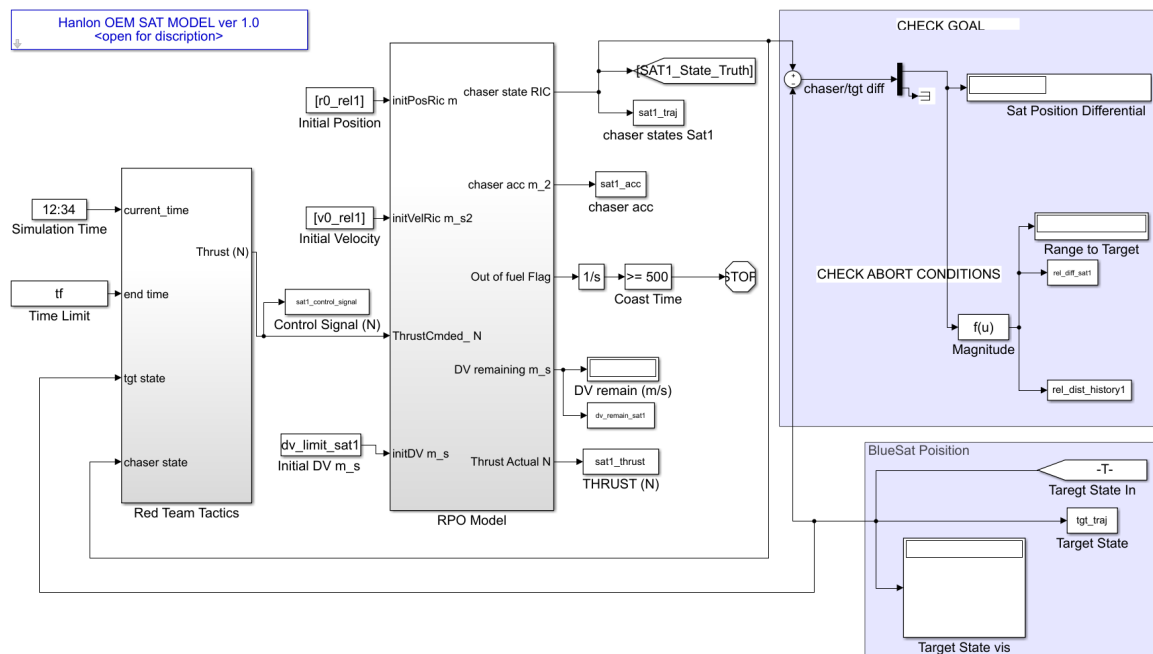 Hanlon OEM SAT MODEL ver 1.0
<open for discription>
[r0_rel1]
Initial Position
[v0_rel1]
Initial Velocity
12:34
Simulation Time
tf
Time Limit
current_time
end time
tgt state
chaser state
Thrust (N)
Red Team Tactics
sat1_control_signal
Control Signal (N)
dv_limit_sat1
Initial DV m_s
initPosRic m
initVelRic m_s2
ThrustCmded_ N
initDV m_s
chaser state RIC
chaser acc m_2
Out of fuel Flag
DV remaining m_s
Thrust Actual N
RPO Model
[SAT1_State_Truth]
sat1_traj
chaser states Sat1
sat1_acc
chaser acc
1/s
>= 500
Coast Time
STOP
DV remain (m/s)
dv_remain_sat1
sat1_thrust
THRUST (N)
CHECK GOAL
+
-
chaser/tgt diff
Sat Position Differential
Range to Target
rel_diff_sat1
CHECK ABORT CONDITIONS
f(u)
Magnitude
rel_dist_history1
BlueSat Poisition
-T-
Taregt State In
tgt_traj
Target State
Target State vis